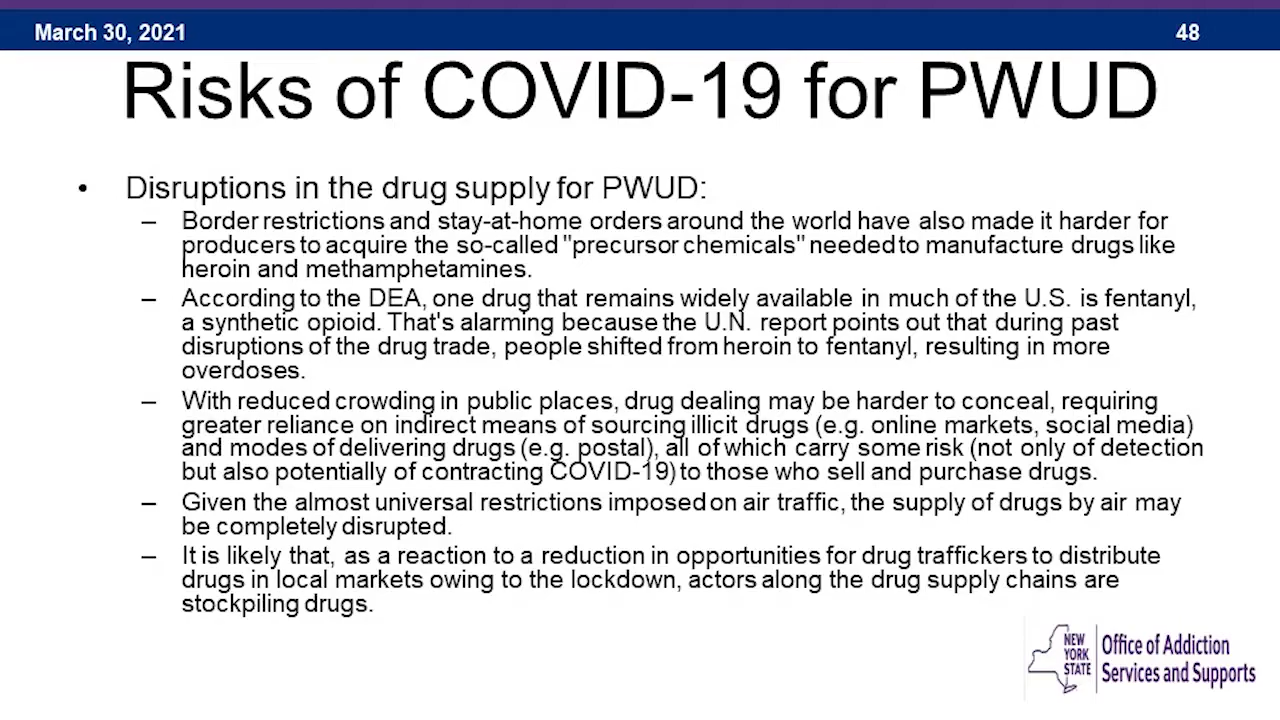 March 30, 2021
48
Risks of COVID-19 for PWUD
• Disruptions in the drug supply for PWUD:
– Border restrictions and stay-at-home orders around the world have also made it harder for
producers to acquire the so-called "precursor chemicals" needed to manufacture drugs like
heroin and methamphetamines.
– According to the DEA, one drug that remains widely available in much of the U.S. is fentanyl,
a synthetic opioid. That's alarming because the U.N. report points out that during past
disruptions of the drug trade, people shifted from heroin to fentanyl, resulting in more
overdoses.
– With reduced crowding in public places, drug dealing may be harder to conceal, requiring
greater reliance on indirect means of sourcing illicit drugs (e.g. online markets, social media)
and modes of delivering drugs (e.g. postal), all of which carry some risk (not only of detection
but also potentially of contracting COVID-19) to those who sell and purchase drugs.
– Given the almost universal restrictions imposed on air traffic, the supply of drugs by air may
be completely disrupted.
– It is likely that, as a reaction to a reduction in opportunities for drug traffickers to distribute
drugs in local markets owing to the lockdown, actors along the drug supply chains are
stockpiling drugs.
NEW
YORK
STATE
Office of Addiction
Services and Supports